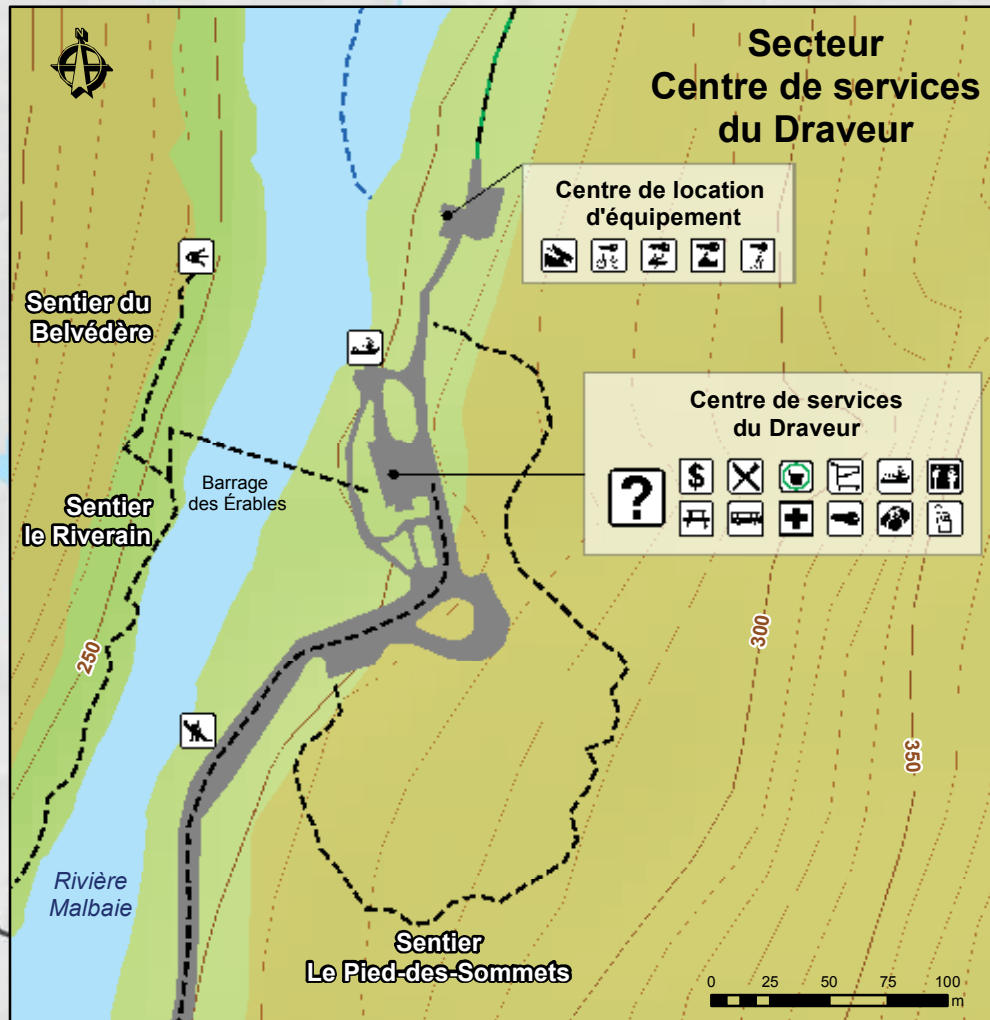 N
Secteur
Centre de services
du Draveur
Centre de location
d'équipement
Sentier du
Belvédère
Centre de services
du Draveur
?
$
Barrage
des Érables
Sentier
le Riverain
250
300
350
Rivière
Malbaie
Sentier
Le Pied-des-Sommets
0 25 50 75 100
m